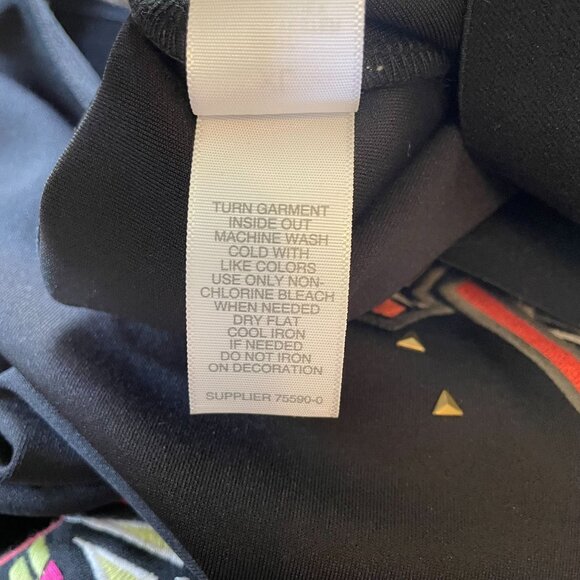 TURN GARMENT
INSIDE OUT
MACHINE WASH
COLD WITH
LIKE COLORS
USE ONLY NON-
CHLORINE BLEACH
WHEN NEEDED
DRY FLAT
COOL IRON
IF NEEDED
DO NOT IRON
ON DECORATION
SUPPLIER 75590-0